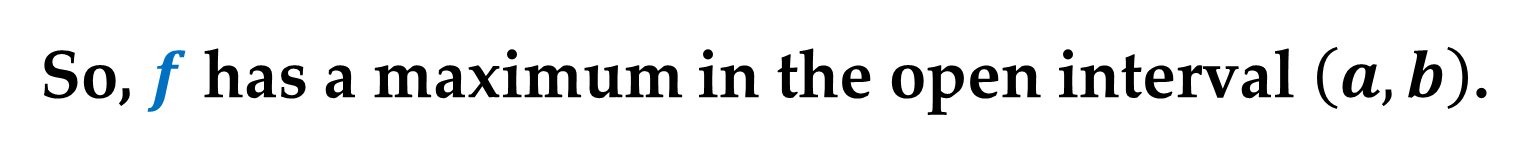 So, f has a maximum in the open interval (a, b).